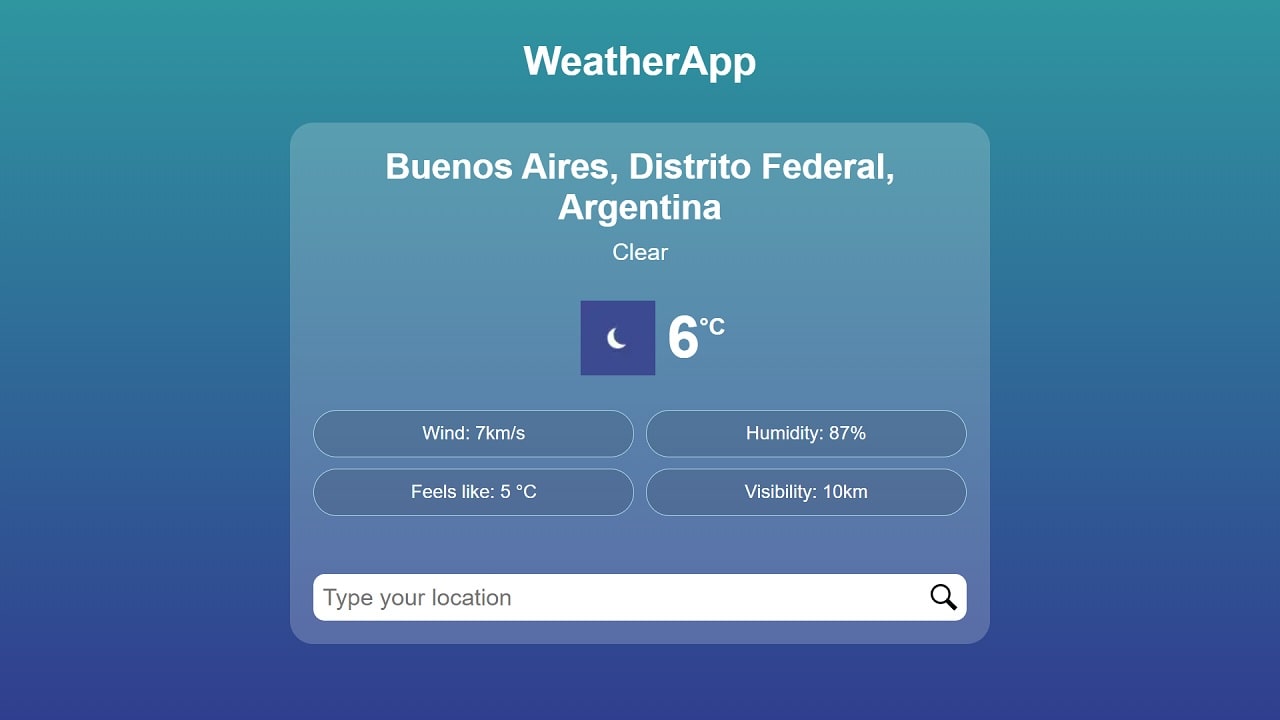 WeatherApp
Buenos Aires, Distrito Federal,
Argentina
Clear
6°C
Wind: 7km/s
Humidity: 87%
Feels like: 5 °C
Visibility: 10km
Type your location